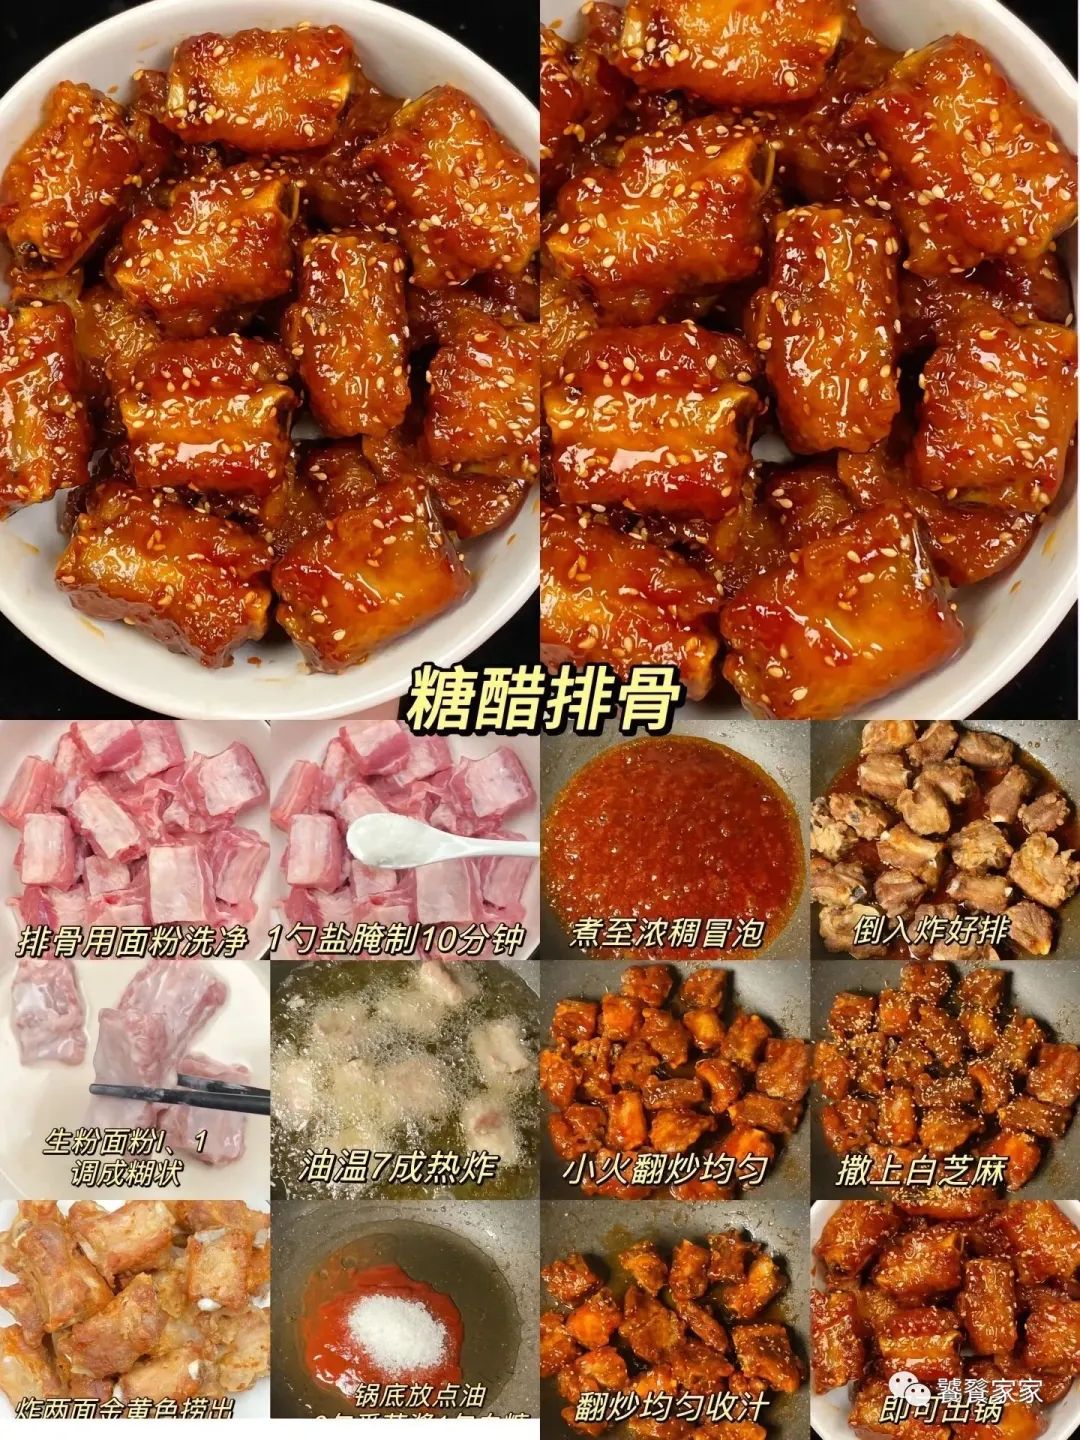 糖醋排骨
排骨用面粉洗净
1勺盐腌制10分钟
煮至浓稠冒泡
倒入炸好排
生粉面粉1、1
调成糊状
油温7成热炸
小火翻炒均匀
撒上白芝麻
炸两面金黄色捞出
锅底放点油
翻炒均匀收汁
即可出锅
饕餮家家